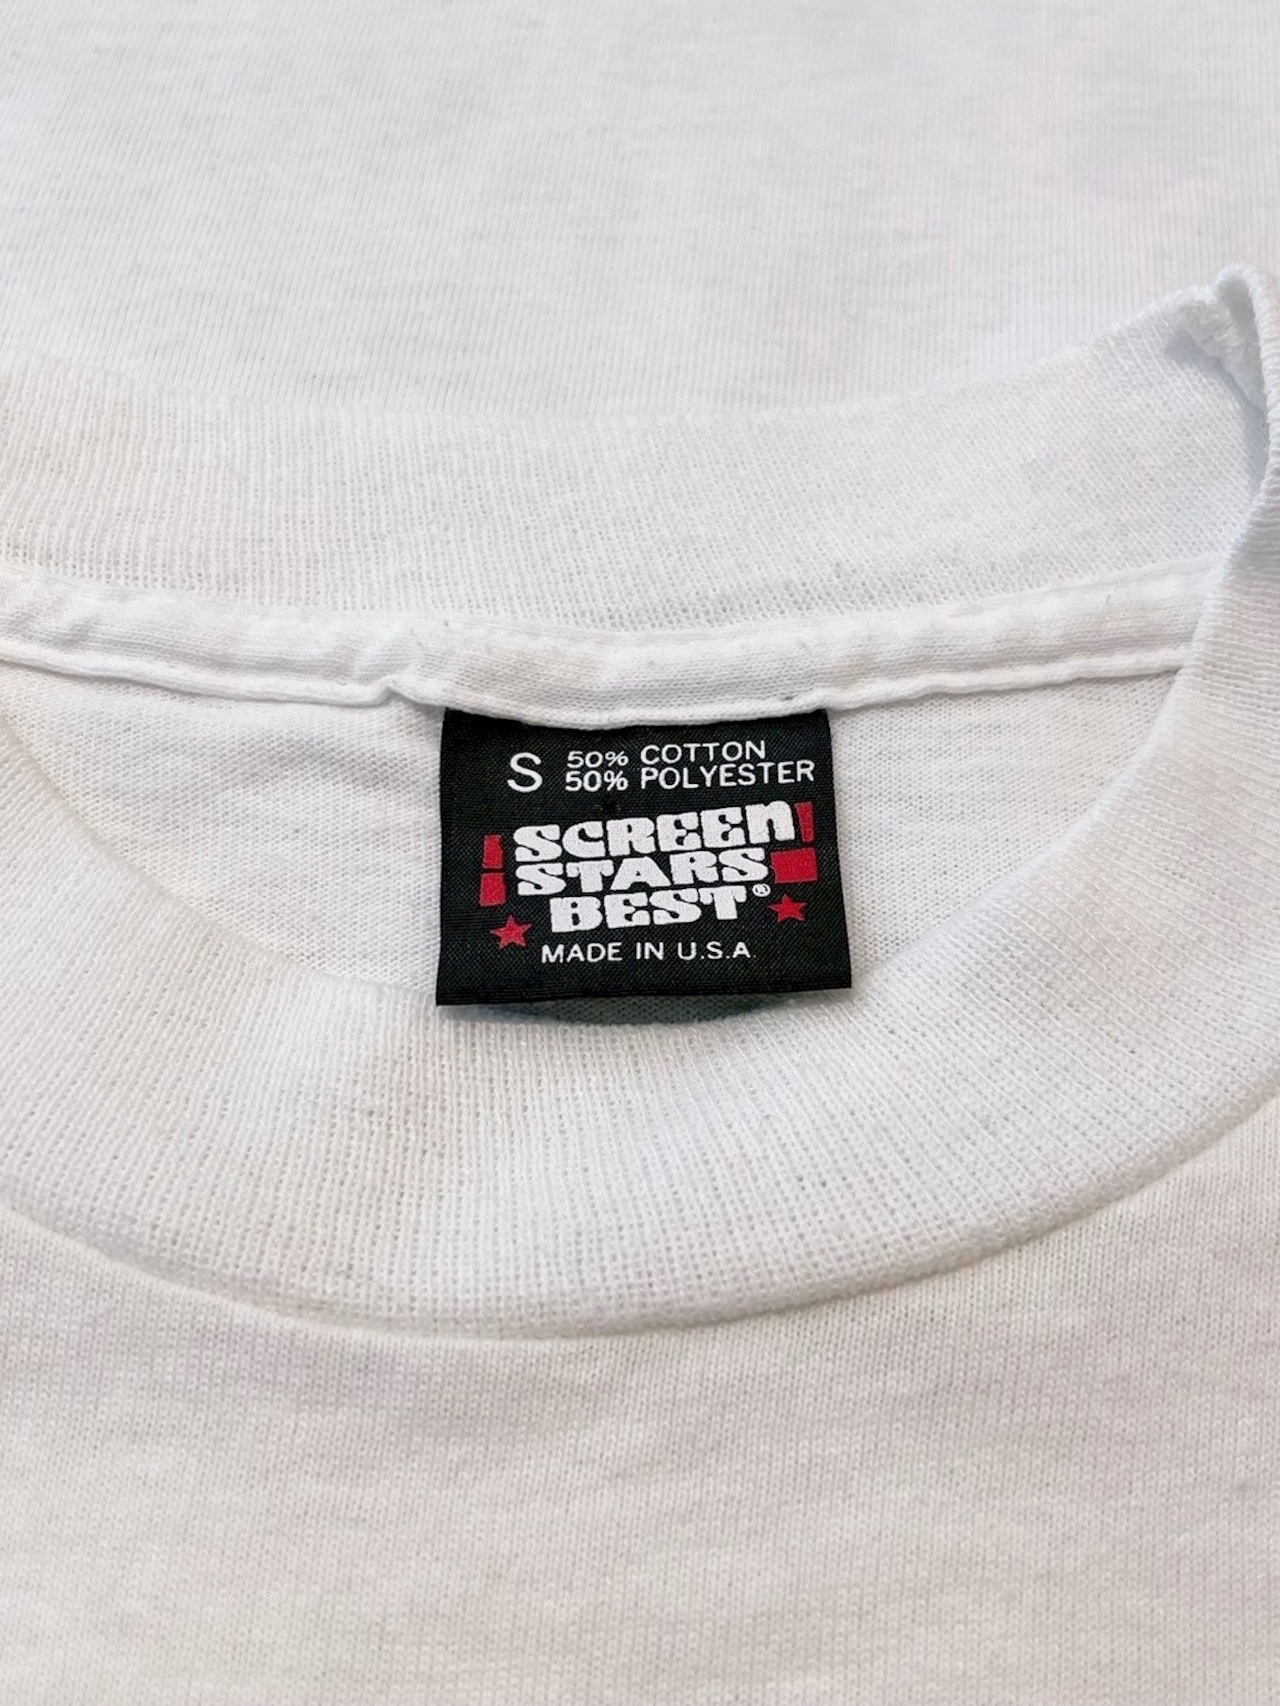 S 50% COTTON
50% POLYESTER
SCREEN
STARS
BEST®
MADE IN U.S.A.